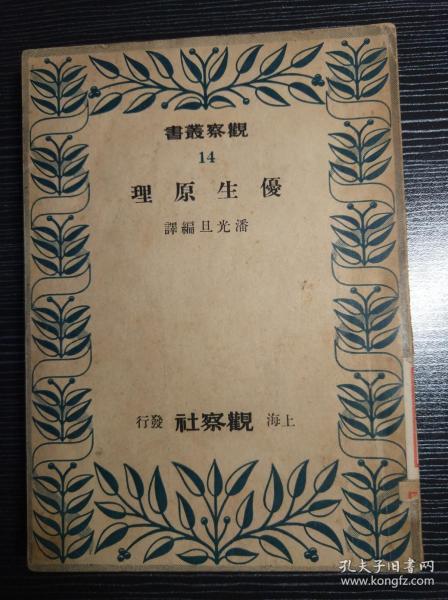 觀察叢書
14
優生原理
潘光旦編譯
上海 觀察社 發行
孔夫子旧书网
www.kongfz.com